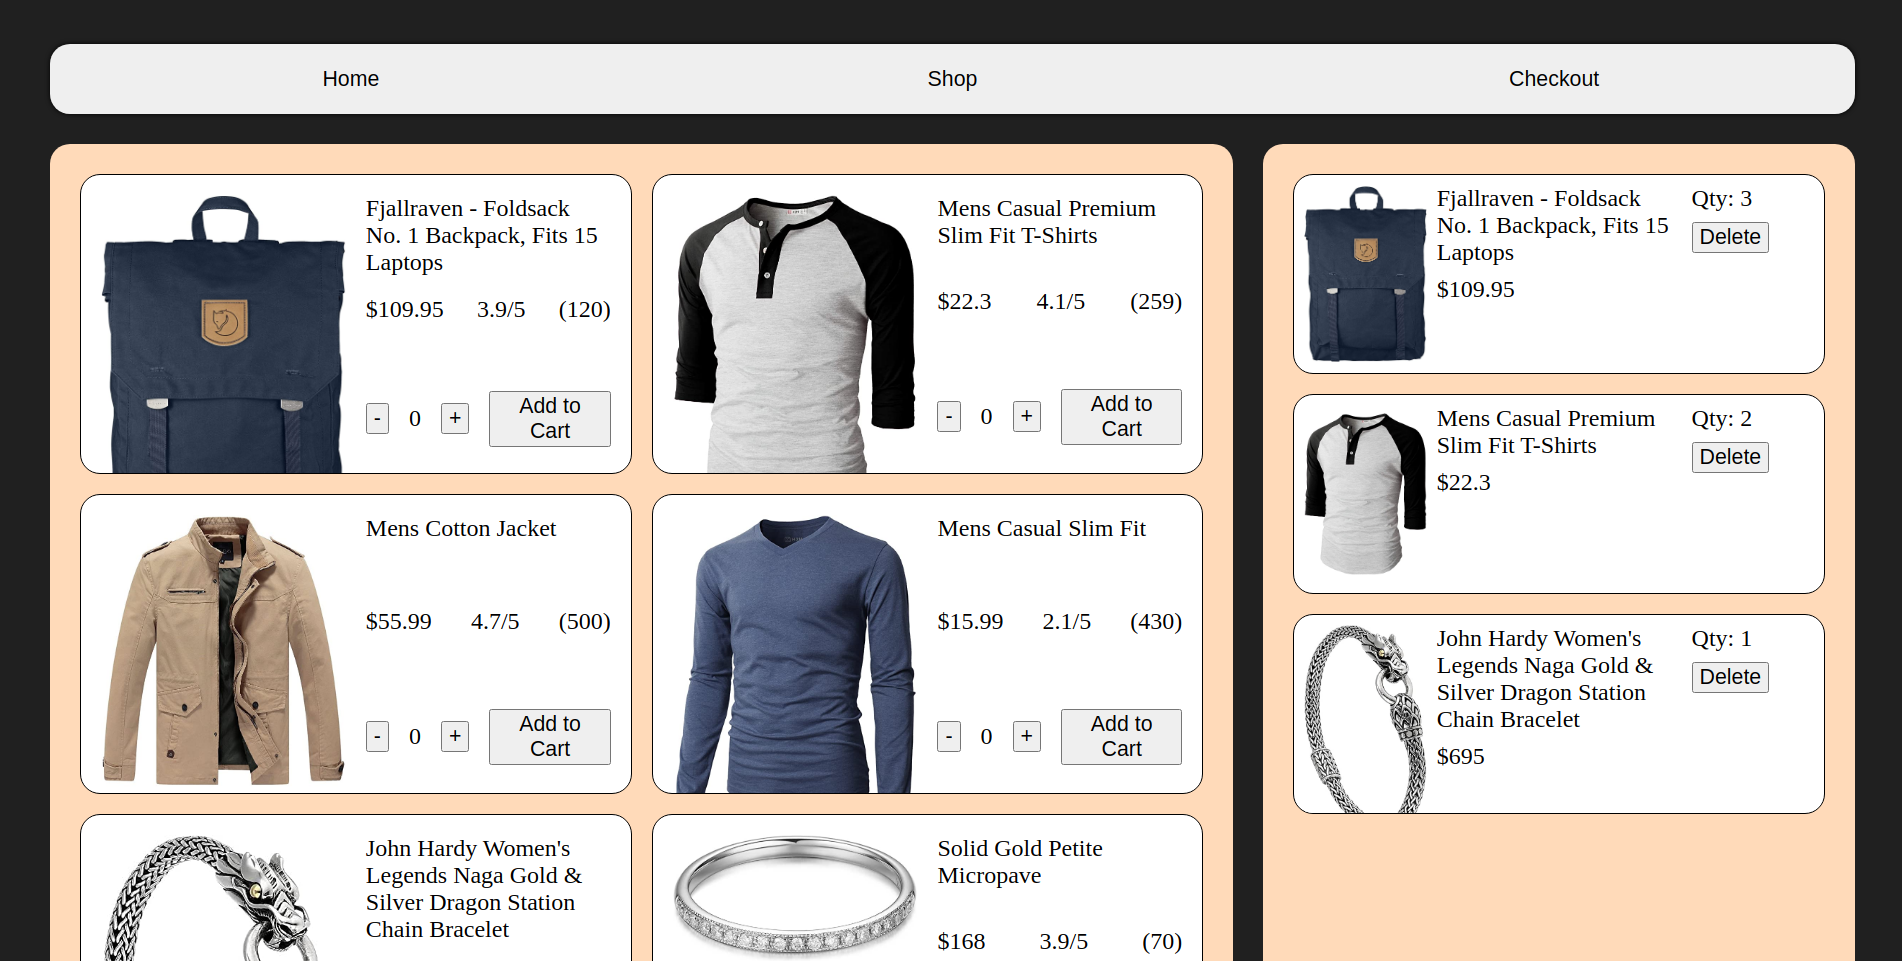 Home
Shop
Checkout
Fjallraven - Foldsack
No. 1 Backpack, Fits 15
Laptops
$109.95 3.9/5 (120)
- 0 + Add to
Cart
Mens Casual Premium
Slim Fit T-Shirts
$22.3 4.1/5 (259)
- 0 + Add to
Cart
Mens Cotton Jacket
$55.99 4.7/5 (500)
- 0 + Add to
Cart
Mens Casual Slim Fit
$15.99 2.1/5 (430)
- 0 + Add to
Cart
John Hardy Women's
Legends Naga Gold &
Silver Dragon Station
Chain Bracelet
Solid Gold Petite
Micropave
$168 3.9/5 (70)
Fjallraven - Foldsack
No. 1 Backpack, Fits 15
Laptops
$109.95
Qty: 3
Delete
Mens Casual Premium
Slim Fit T-Shirts
$22.3
Qty: 2
Delete
John Hardy Women's
Legends Naga Gold &
Silver Dragon Station
Chain Bracelet
$695
Qty: 1
Delete